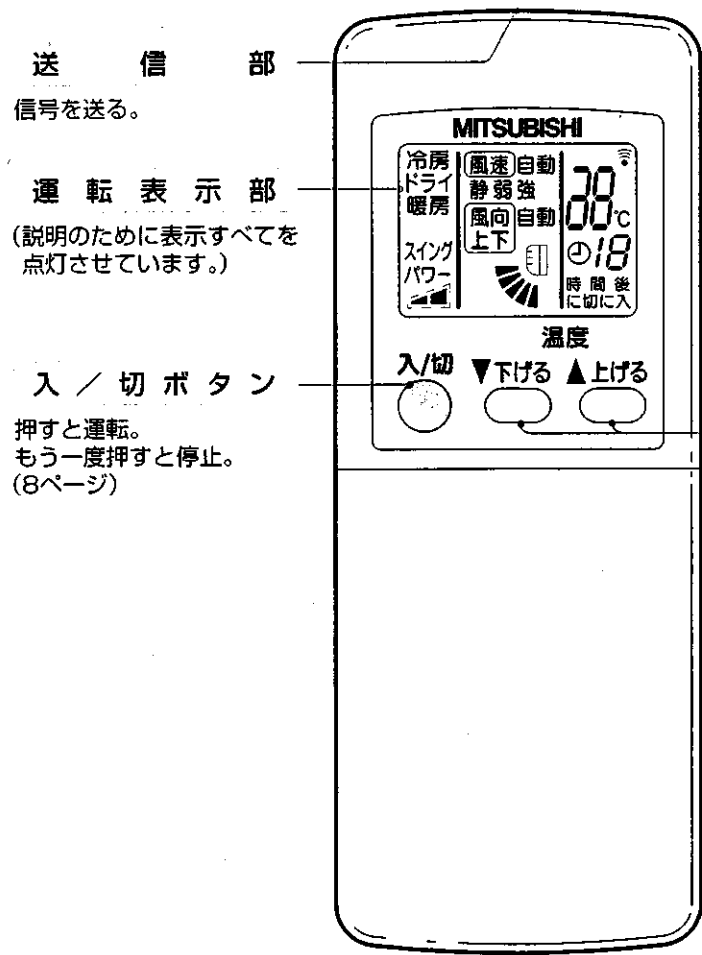 送信部
信号を送る。
運転表示部
(説明のために表示すべてを
点灯させています。)
入／切ボタン
押すと運転。
もう一度押すと停止。
(8ページ)
MITSUBISHI
冷房
ドライ
暖房
スイング
パワー
風速 自動
静 弱 強
風向 自動
上下
88℃
18
時間後
に切に入
温度
入/切
▼下げる ▲上げる